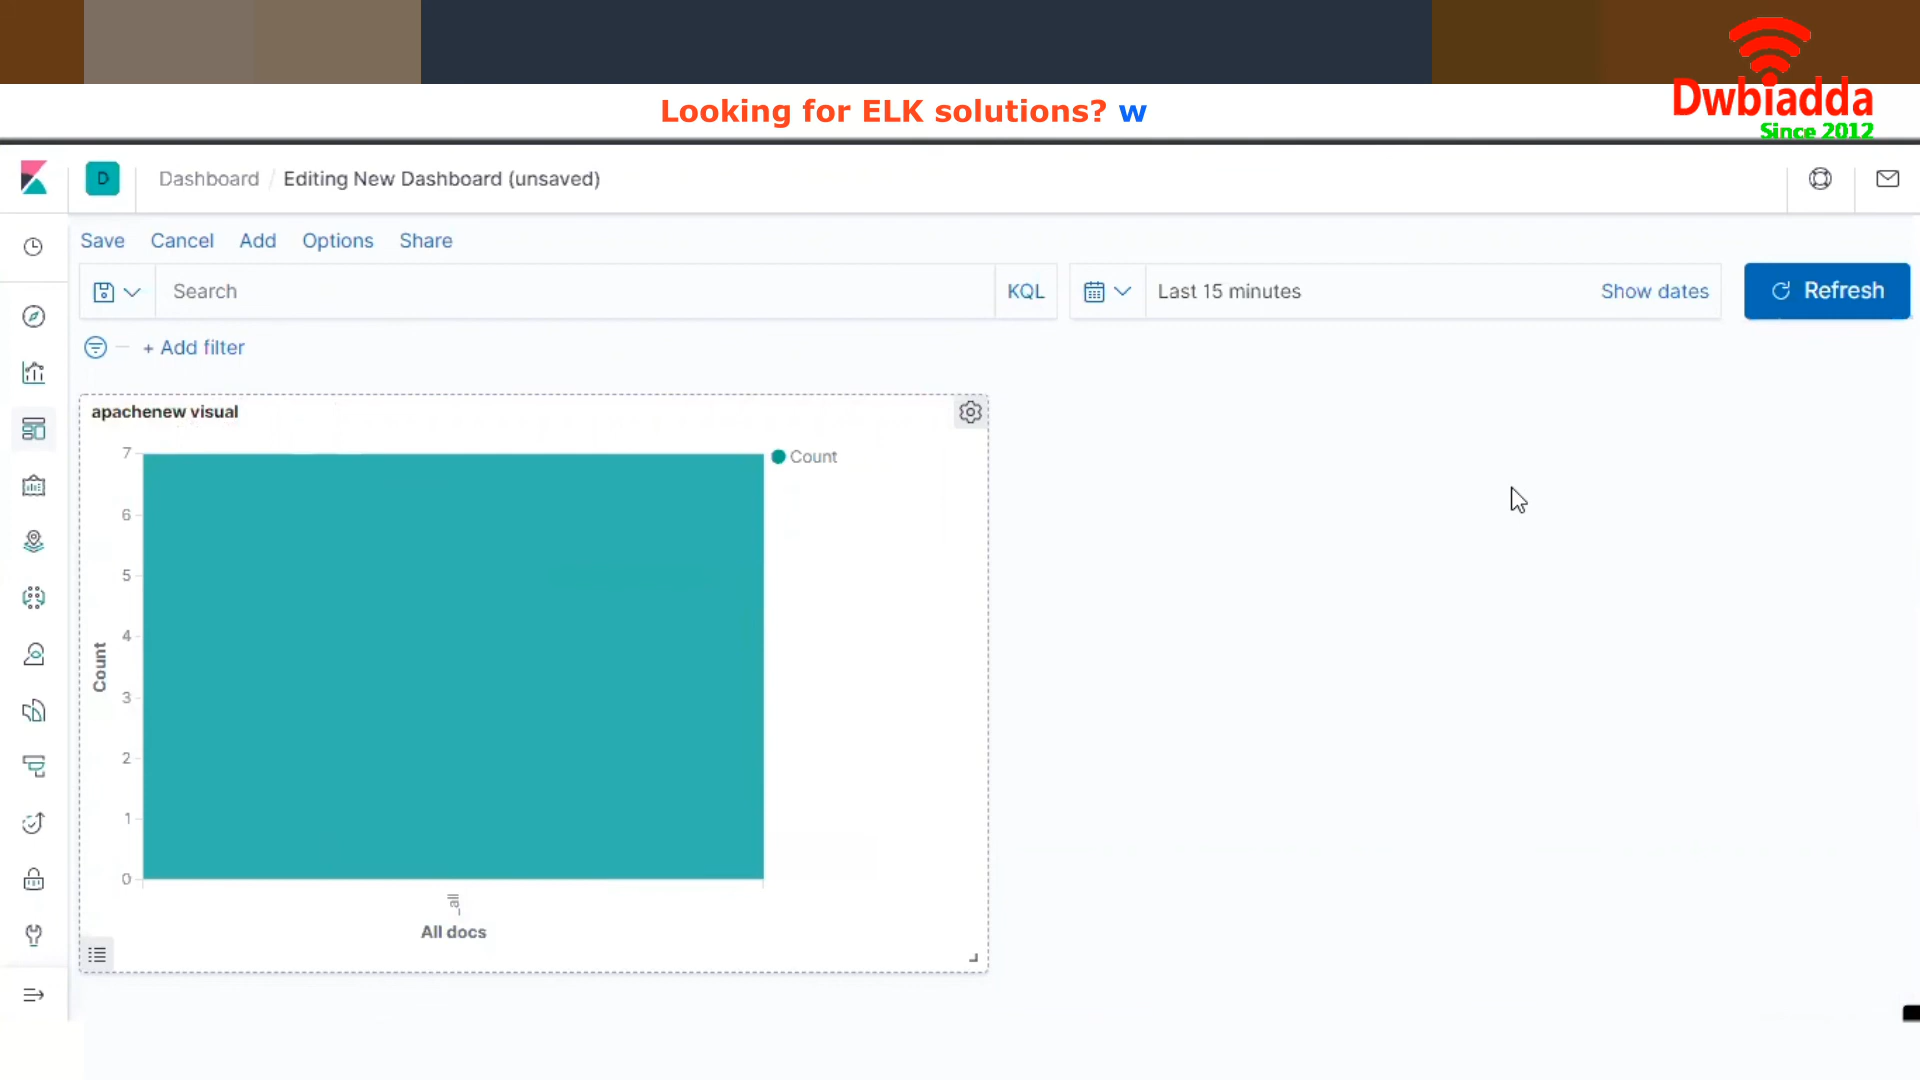 Looking for ELK solutions? w
Dwbiadda
Since 2012
D
Dashboard / Editing New Dashboard (unsaved)
Save Cancel Add Options Share
Search KQL Last 15 minutes Show dates Refresh
+ Add filter
apachenew visual
7
6
5
4
3
2
1
0
Count
Count
_all
All docs